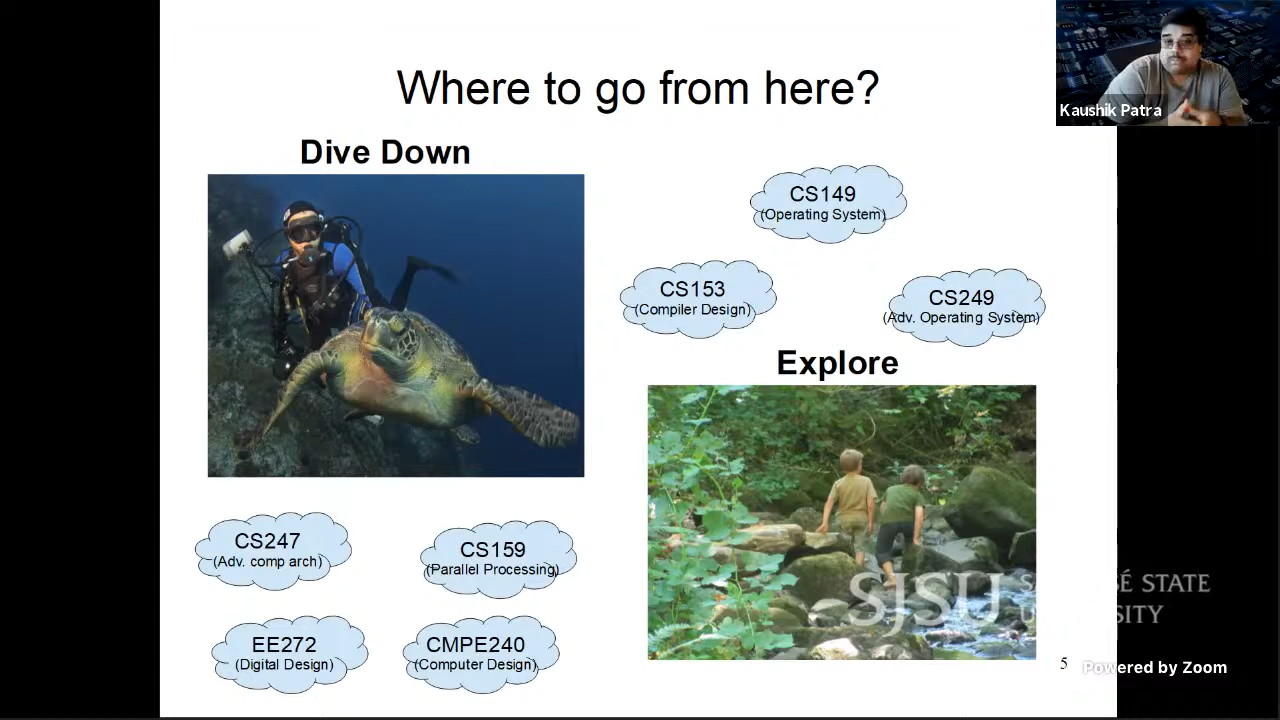 Where to go from here?
Kaushik Patra
Dive Down
CS149
(Operating System)
CS153
(Compiler Design)
CS249
(Adv. Operating System)
Explore
CS247
(Adv. comp arch)
CS159
(Parallel Processing)
EE272
(Digital Design)
CMPE240
(Computer Design)
SJSU
É STATE
SITY
5
Powered by Zoom